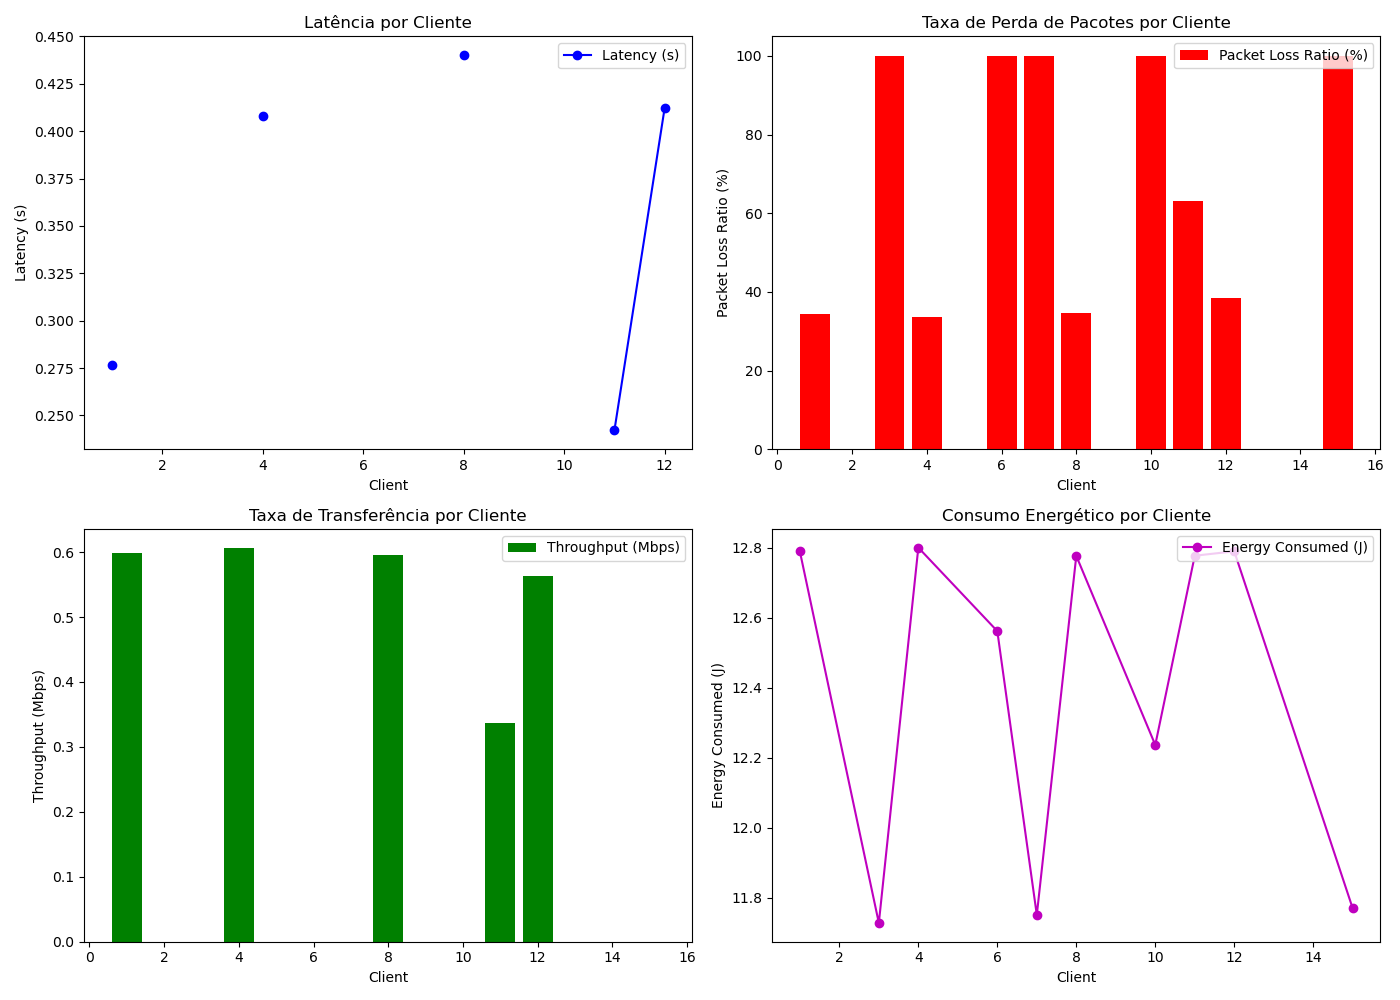 Latência por Cliente
Latency (s)
Latency (s)
0.450
0.425
0.400
0.375
0.350
0.325
0.300
0.275
0.250
2 4 6 8 10 12
Client
Taxa de Perda de Pacotes por Cliente
Packet Loss Ratio (%)
Packet Loss Ratio (%)
100
80
60
40
20
0
0 2 4 6 8 10 12 14 16
Client
Taxa de Transferência por Cliente
Throughput (Mbps)
Throughput (Mbps)
0.6
0.5
0.4
0.3
0.2
0.1
0.0
0 2 4 6 8 10 12 14 16
Client
Consumo Energético por Cliente
Energy Consumed (J)
Energy Consumed (J)
12.8
12.6
12.4
12.2
12.0
11.8
2 4 6 8 10 12 14
Client